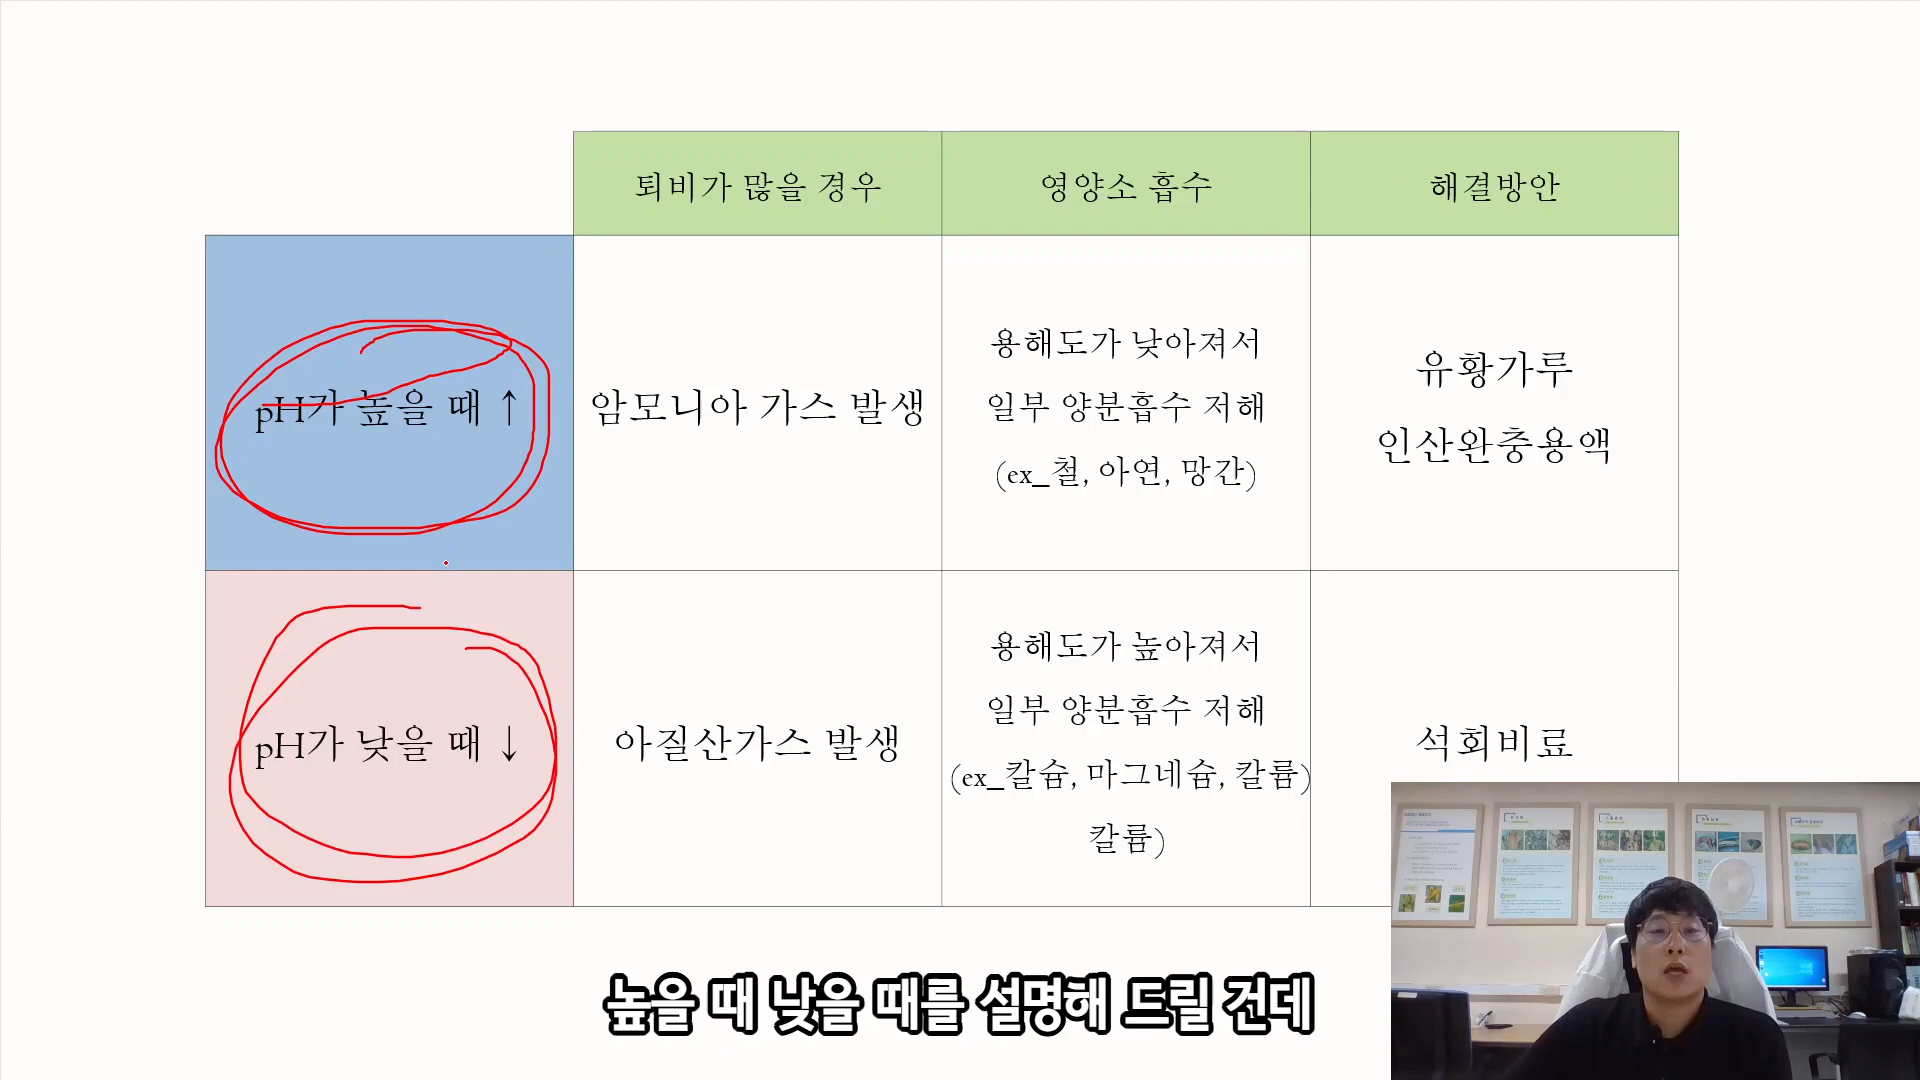 퇴비가 많을 경우
영양소 흡수
해결방안
pH가 높을 때 ↑
암모니아 가스 발생
용해도가 낮아져서
일부 양분흡수 저해
(ex_철, 아연, 망간)
유황가루
인산완충용액
pH가 낮을 때 ↓
아질산가스 발생
용해도가 높아져서
일부 양분흡수 저해
(ex_칼슘, 마그네슘, 칼륨)
칼륨)
석회비료
높을 때 낮을 때를 설명해 드릴 건데